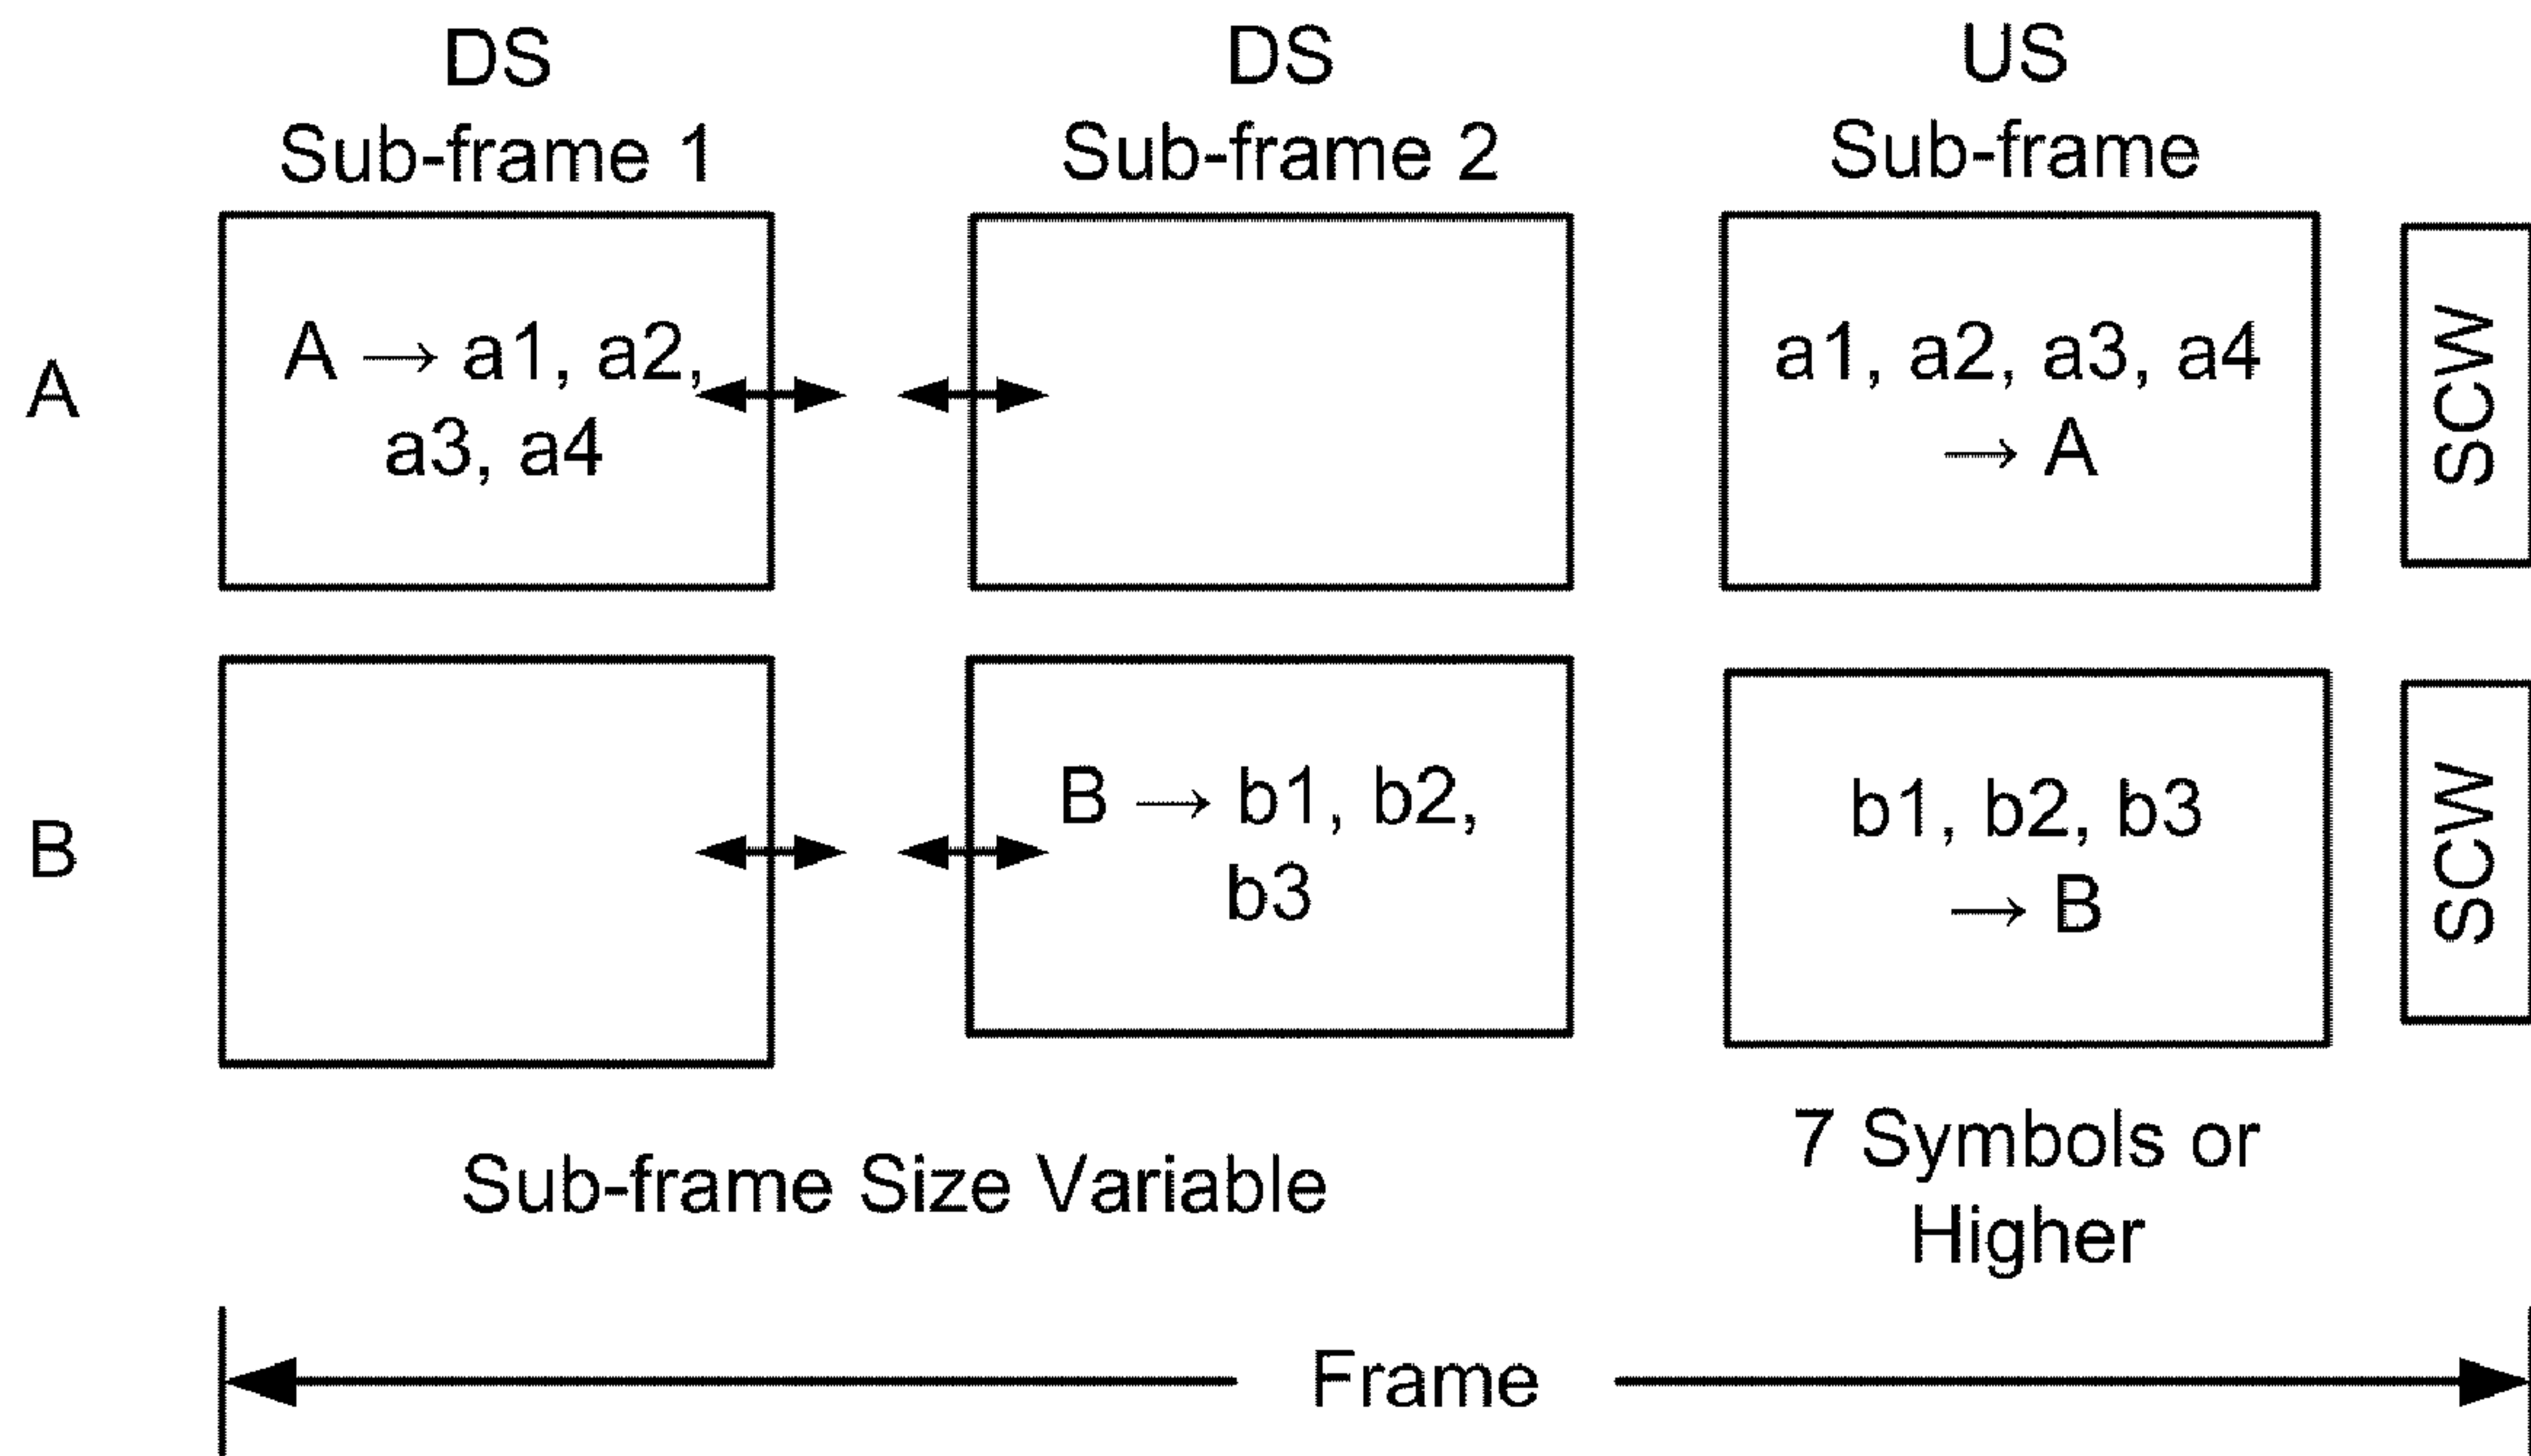 DS
Sub-frame 1
DS
Sub-frame 2
US
Sub-frame
A
A → a1, a2,
a3, a4
a1, a2, a3, a4
→ A
SCW
B
B → b1, b2,
b3
b1, b2, b3
→ B
SCW
Sub-frame Size Variable
7 Symbols or
Higher
Frame